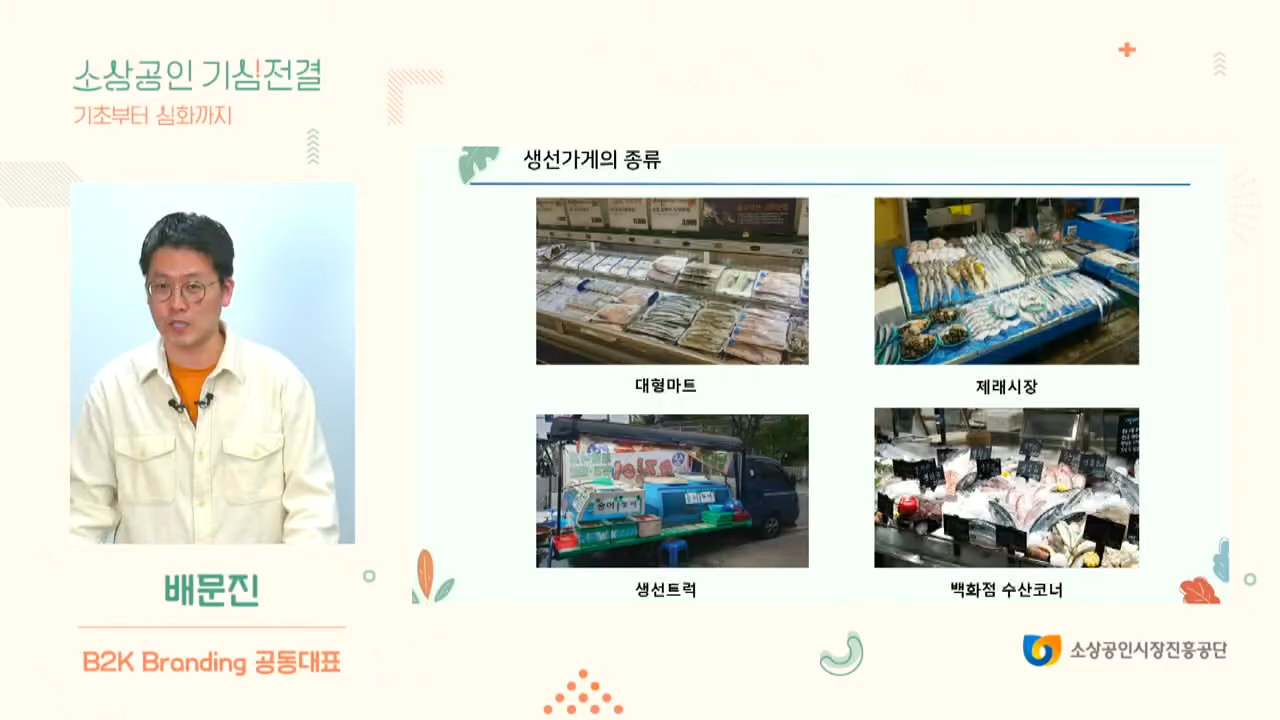 소상공인 기심!전결
기초부터 심화까지
생선가게의 종류
대형마트
제래시장
생선트럭
백화점 수산코너
배문진
B2K Branding 공동대표
소상공인시장진흥공단